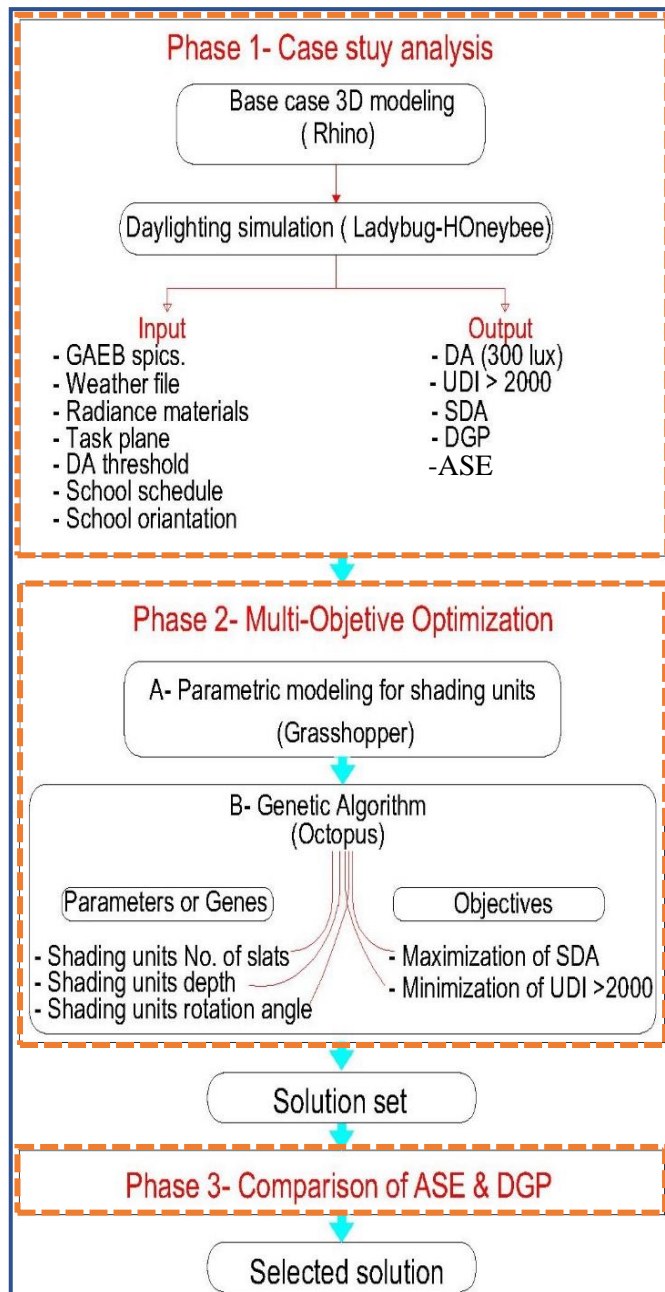 Phase 1- Case stuy analysis
Base case 3D modeling
( Rhino)
Daylighting simulation ( Ladybug-HOneybee)
Input
- GAEB spics.
- Weather file
- Radiance materials
- Task plane
- DA threshold
- School schedule
- School oriantation
Output
- DA (300 lux)
- UDI > 2000
- SDA
- DGP
-ASE
Phase 2- Multi-Objetive Optimization
A- Parametric modeling for shading units
(Grasshopper)
B- Genetic Algorithm
(Octopus)
Parameters or Genes
- Shading units No. of slats
- Shading units depth
- Shading units rotation angle
Objectives
- Maximization of SDA
- Minimization of UDI >2000
Solution set
Phase 3- Comparison of ASE & DGP
Selected solution